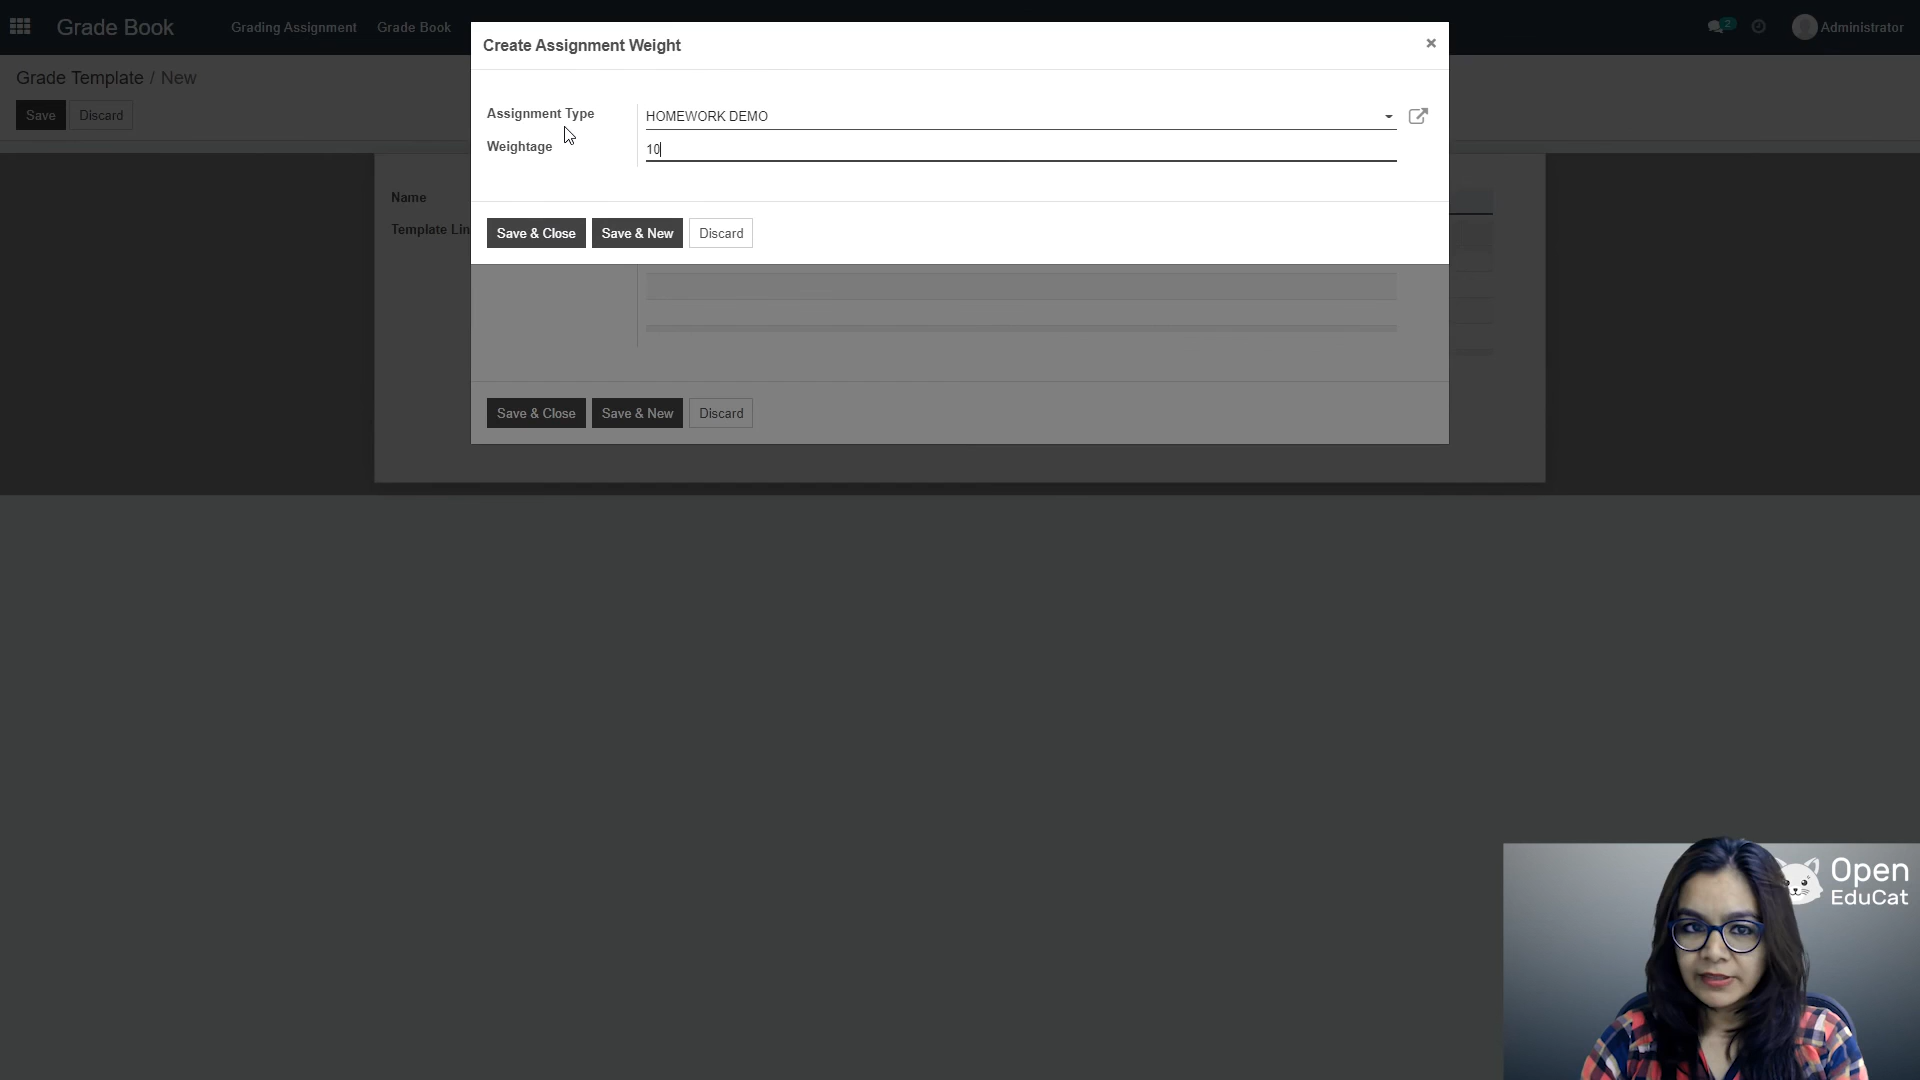 Grade Book
Grading Assignment
Grade Book
2
Administrator
Grade Template / New
Save
Discard
Create Assignment Weight
×
Assignment Type
HOMEWORK DEMO
Weightage
10
Save & Close
Save & New
Discard
Name
Template Lin
Save & Close
Save & New
Discard
Open
EduCat